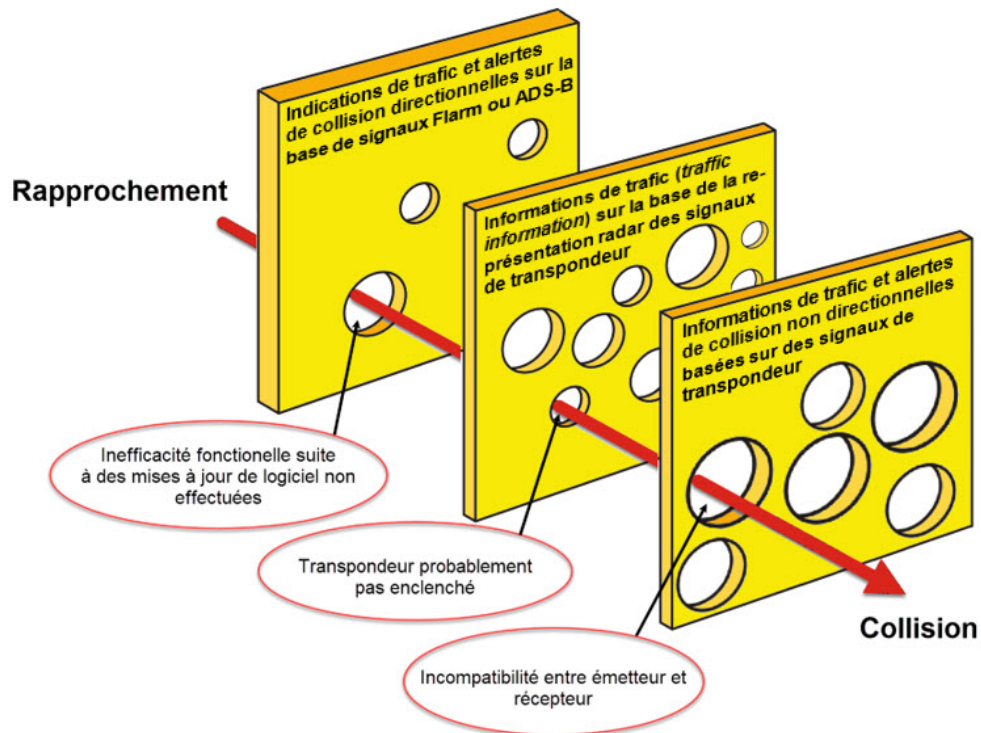 Indications de trafic et alertes
de collision directionnelles sur la
base de signaux Flarm ou ADS-B
Rapprochement
Informations de trafic (traffic
information) sur la base de la re-
présentation radar des signaux
de transpondeur
Informations de trafic et alertes
de collision non directionnelles
basées sur des signaux de
transpondeur
Inefficacité fonctionelle suite
à des mises à jour de logiciel non
effectuées
Transpondeur probablement
pas enclenché
Collision
Incompatibilité entre émetteur et
récepteur